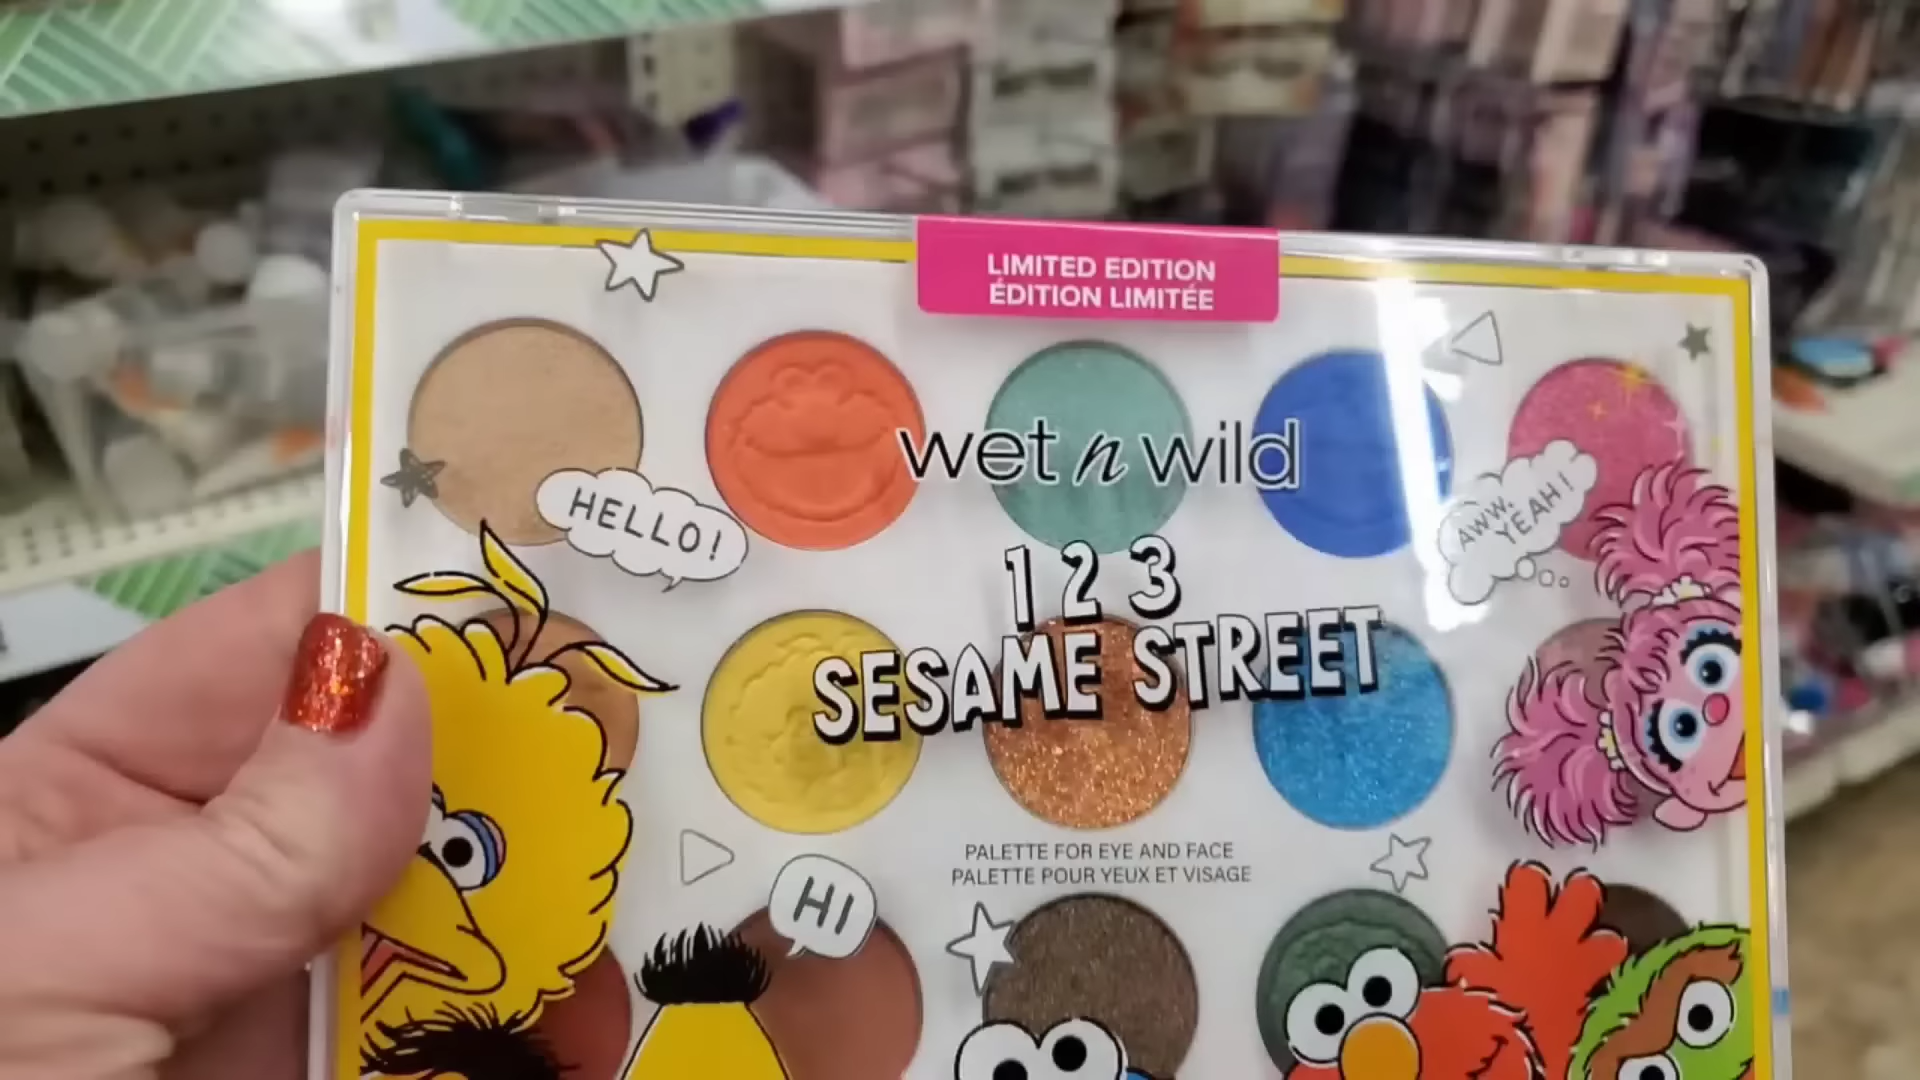 LIMITED EDITION
ÉDITION LIMITÉE
wet n wild
HELLO!
AWW,
YEAH!
1 2 3
SESAME STREET
PALETTE FOR EYE AND FACE
PALETTE POUR YEUX ET VISAGE
HI